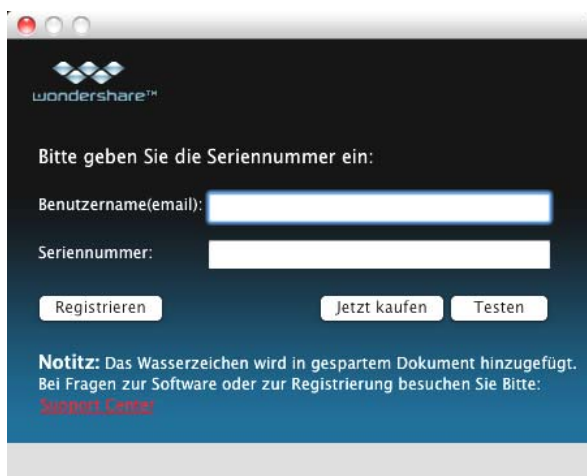 wondershare™
Bitte geben Sie die Seriennummer ein:
Benutzername(email):
Seriennummer:
Registrieren Jetzt kaufen Testen
Notitz: Das Wasserzeichen wird in gespartem Dokument hinzugefügt.
Bei Fragen zur Software oder zur Registrierung besuchen Sie Bitte:
Support Center